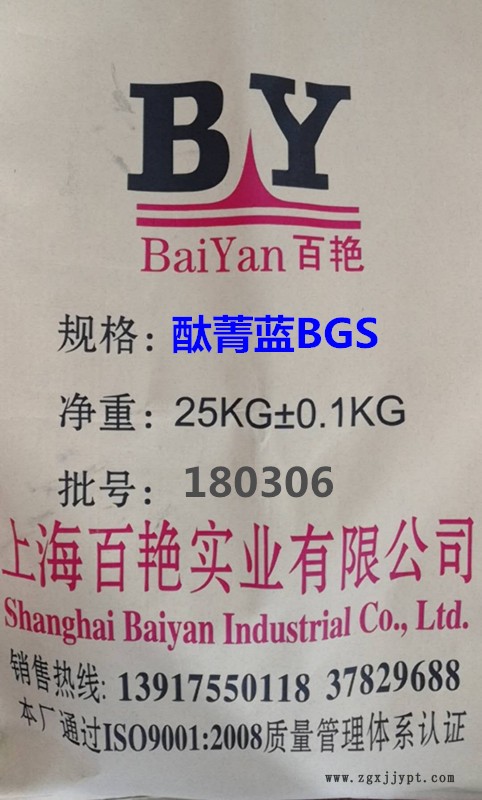 BY
BaiYan百艳
规格：酞菁蓝BGS
净重：25KG±0.1KG
批号：180306
上海百艳实业有限公司
Shanghai Baiyan Industrial Co., Ltd.
销售热线: 13917550118 37829688
本厂通过ISO9001:2008质量管理体系认证
www.zgxjjypt.com